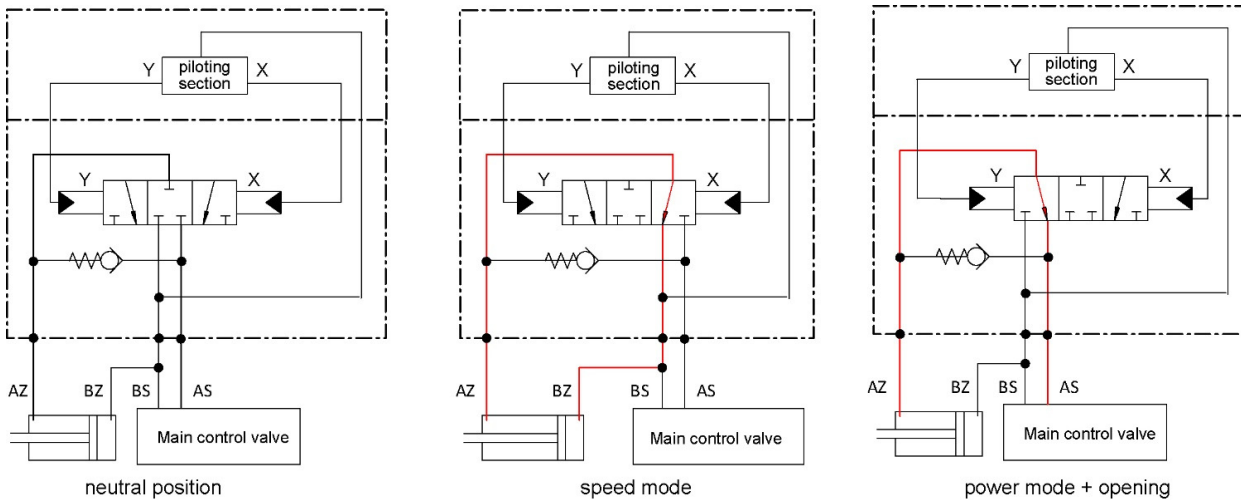 Y piloting section X
Y X
AZ BZ BS AS
Main control valve
neutral position
Y piloting section X
Y X
AZ BZ BS AS
Main control valve
speed mode
Y piloting section X
Y X
AZ BZ BS AS
Main control valve
power mode + opening